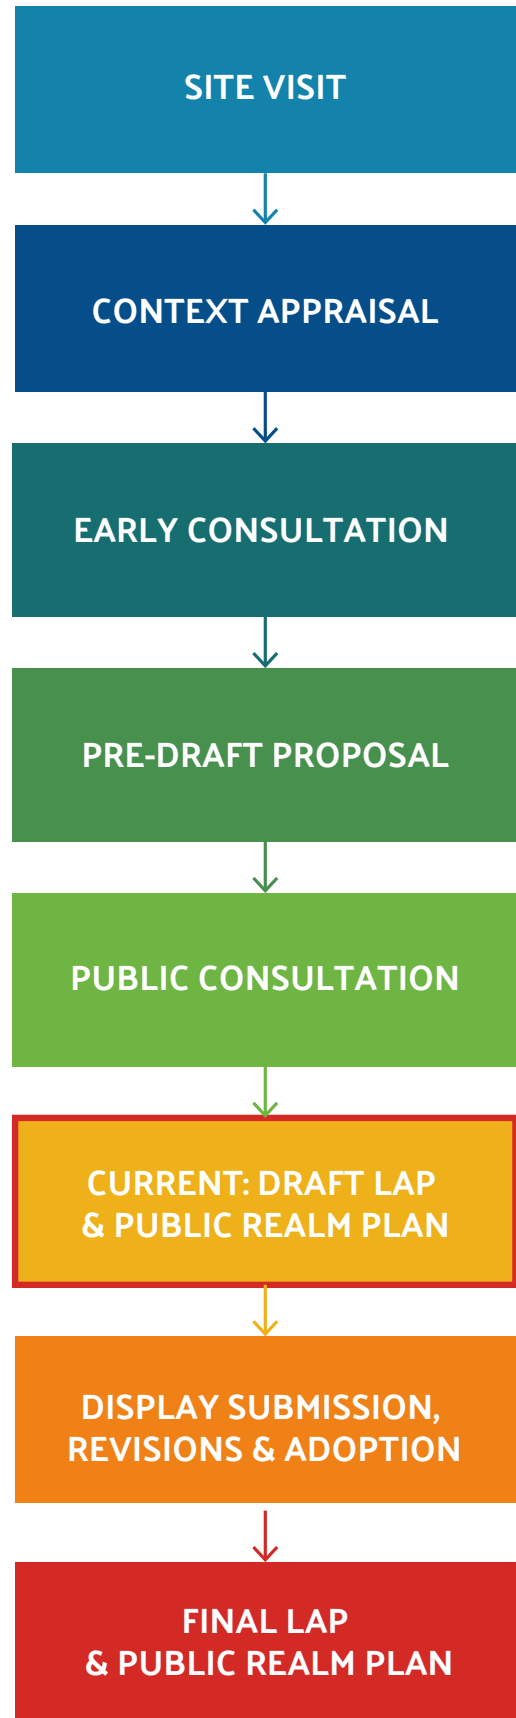 SITE VISIT
CONTEXT APPRAISAL
EARLY CONSULTATION
PRE-DRAFT PROPOSAL
PUBLIC CONSULTATION
CURRENT: DRAFT LAP
& PUBLIC REALM PLAN
DISPLAY SUBMISSION,
REVISIONS & ADOPTION
FINAL LAP
& PUBLIC REALM PLAN